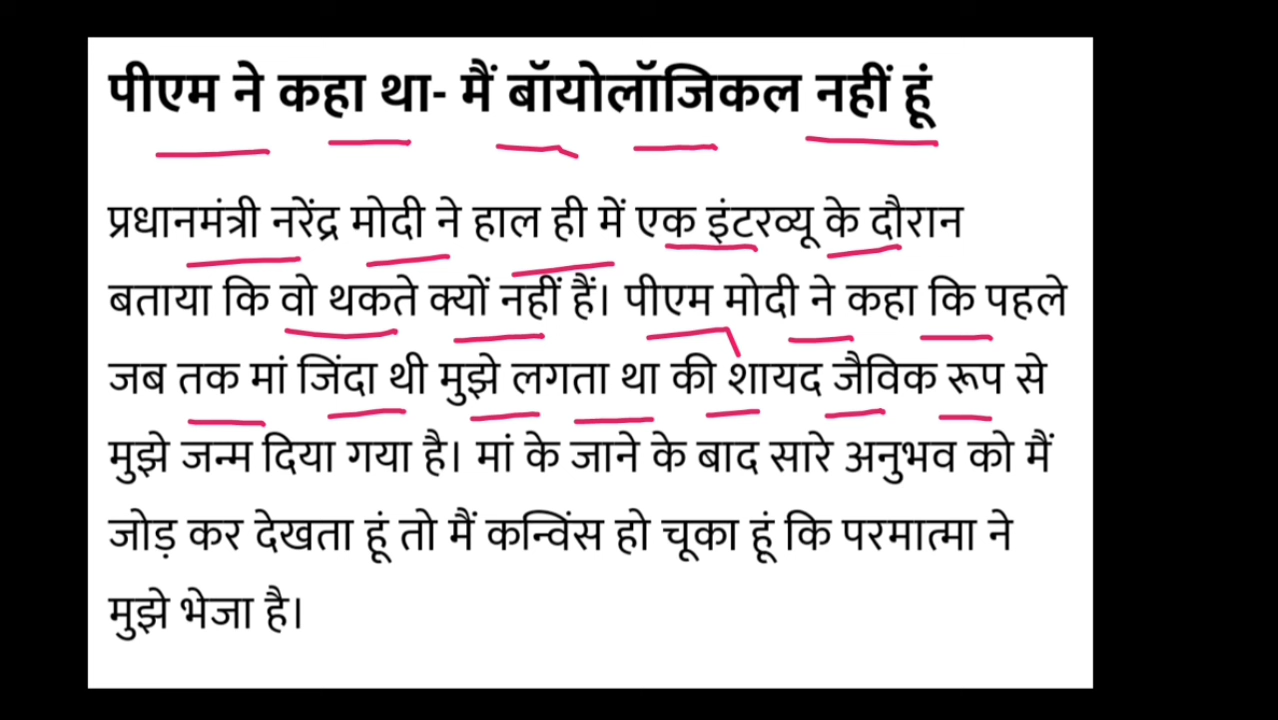 पीएम ने कहा था- मैं बॉयोलॉजिकल नहीं हूं
प्रधानमंत्री नरेंद्र मोदी ने हाल ही में एक इंटरव्यू के दौरान
बताया कि वो थकते क्यों नहीं हैं। पीएम मोदी ने कहा कि पहले
जब तक मां जिंदा थी मुझे लगता था की शायद जैविक रूप से
मुझे जन्म दिया गया है। मां के जाने के बाद सारे अनुभव को मैं
जोड़ कर देखता हूं तो मैं कन्विंस हो चूका हूं कि परमात्मा ने
मुझे भेजा है।